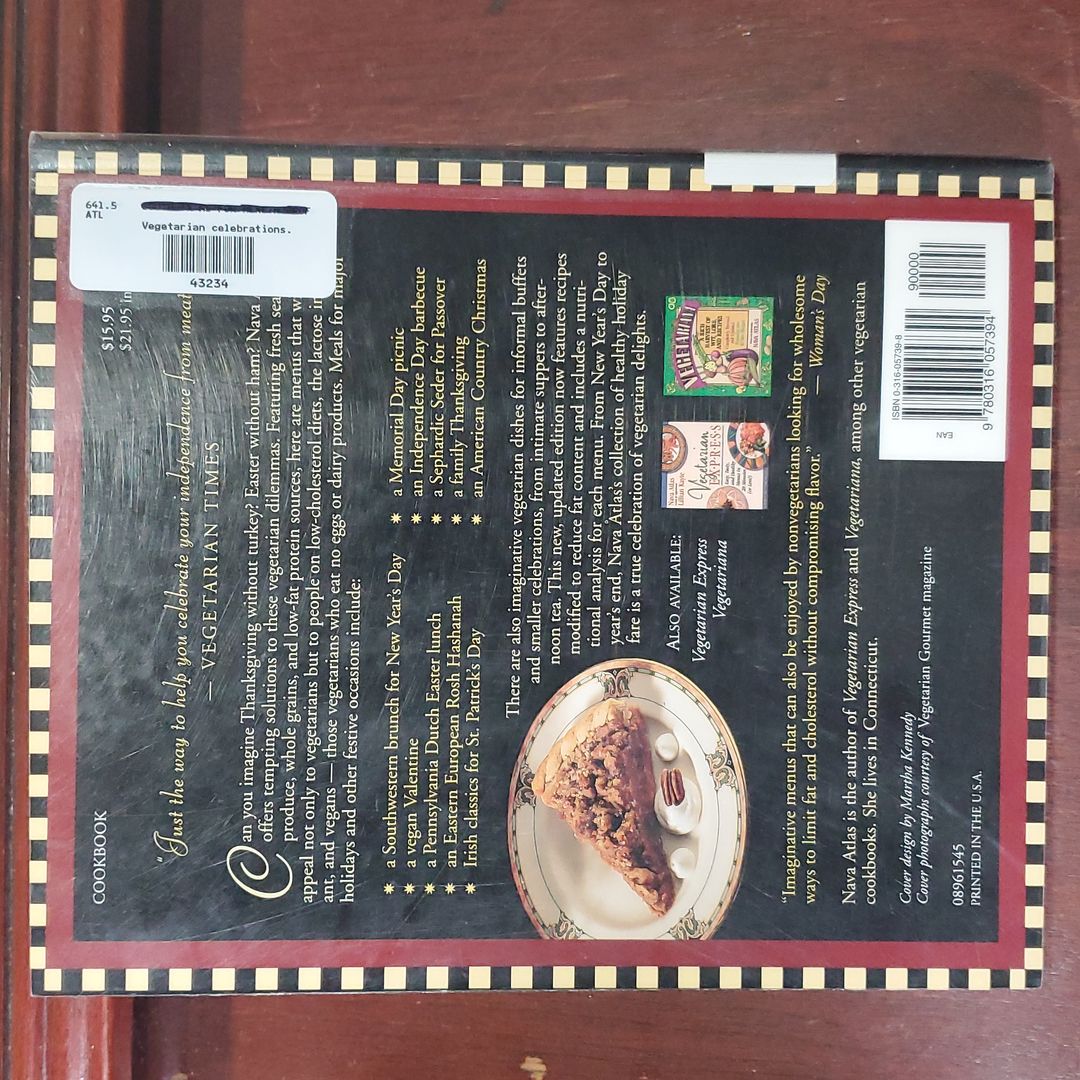 641.5
ATL
Vegetarian celebrations.
43234
COOKBOOK
$15.95
$21.95 in
"Just the way to help you celebrate your independence from meat
— VEGETARIAN TIMES
Can you imagine Thanksgiving without turkey? Easter without ham? Nava
offers tempting solutions to these vegetarian dilemmas. Featuring fresh sea
produce, whole grains, and low-fat protein sources, here are menus that w
appeal not only to vegetarians but to people on low-cholesterol diets, the lactose in
ant, and vegans — those vegetarians who eat no eggs or dairy products. Meals for major
holidays and other festive occasions include:
✷ a Southwestern brunch for New Year's Day
✷ a vegan Valentine
✷ a Pennsylvania Dutch Easter lunch
✷ an Eastern European Rosh Hashanah
✷ Irish classics for St. Patrick's Day
✷ a Memorial Day picnic
✷ an Independence Day barbecue
✷ a Sephardic Seder for Passover
✷ a family Thanksgiving
✷ an American Country Christmas
There are also imaginative vegetarian dishes for informal buffets
and smaller celebrations, from intimate suppers to after-
noon tea. This new, updated edition now features recipes
modified to reduce fat content and includes a nutri-
tional analysis for each menu. From New Year's Day to
year's end, Nava Atlas's collection of healthy holiday
fare is a true celebration of vegetarian delights.
ALSO AVAILABLE:
Vegetarian Express
Vegetariana
Nava Atlas
Lillian Kayte
Vegetarian
EXPRESS
VEGETARIANA
NAVA ATLAS
"Imaginative menus that can also be enjoyed by nonvegetarians looking for wholesome
ways to limit fat and cholesterol without compromising flavor." — Woman's Day
Nava Atlas is the author of Vegetarian Express and Vegetariana, among other vegetarian
cookbooks. She lives in Connecticut.
Cover design by Martha Kennedy
Cover photographs courtesy of Vegetarian Gourmet magazine
08961545
PRINTED IN THE U.S.A.
ISBN 0-316-05739-8
90000
9 780316 057394
EAN